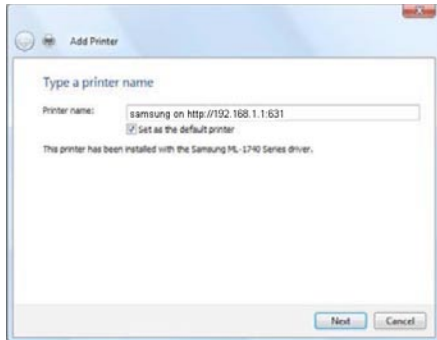 Add Printer
Type a printer name
Printer name: samsung on http://192.168.1.1:631
Set as the default printer
This printer has been installed with the Samsung ML-1740 Series driver.
Next Cancel